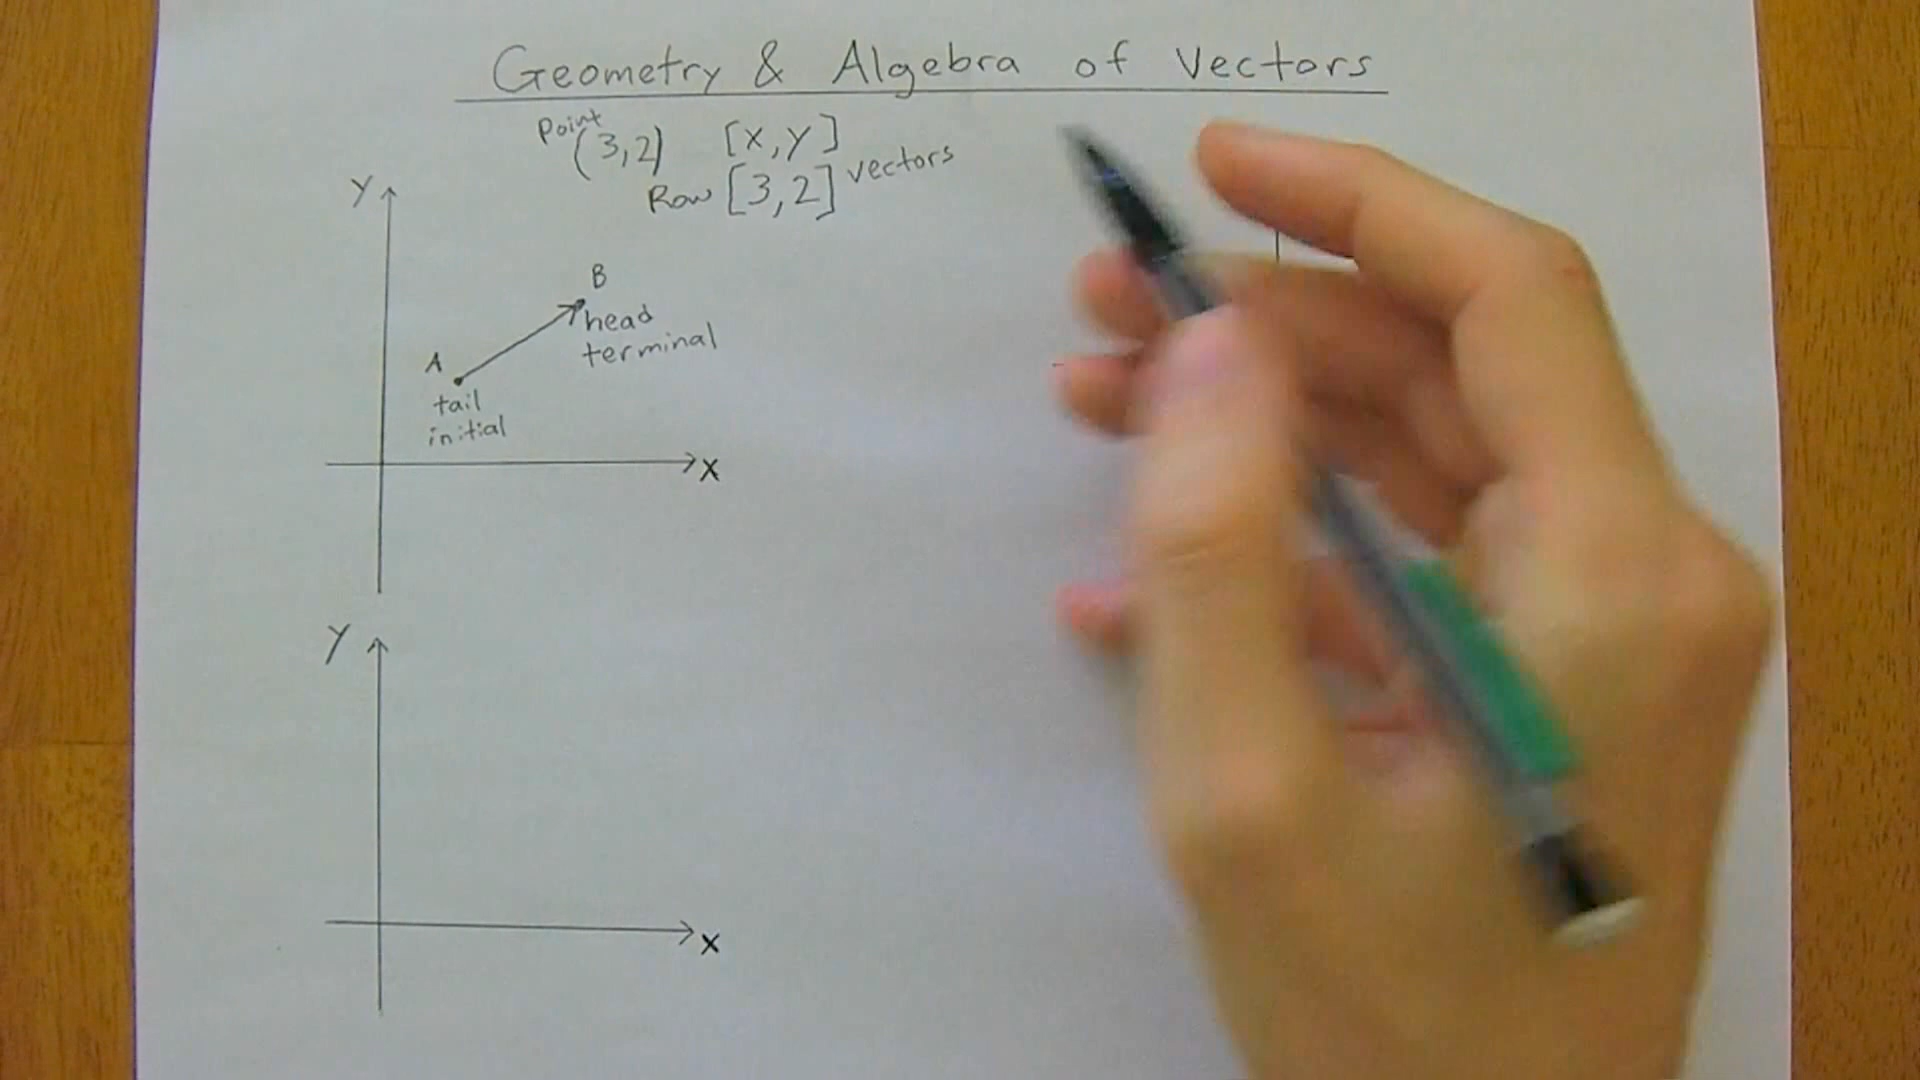 Geometry & Algebra of Vectors
Point
(3,2) [x,y]
Row [3,2] vectors
y
B
head
terminal
A
tail
initial
x
y
x